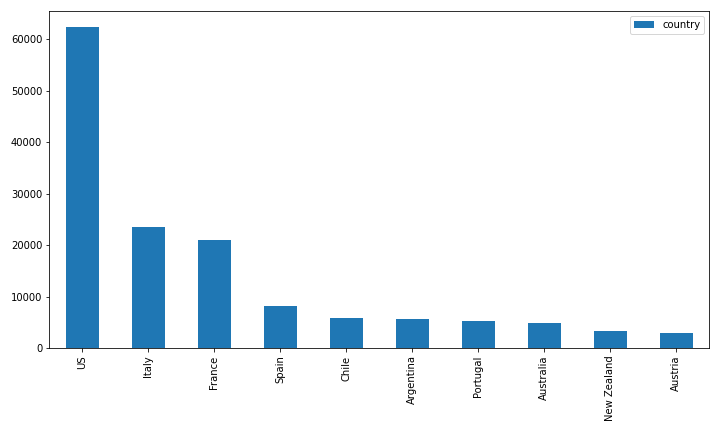 country
60000
50000
40000
30000
20000
10000
0
US
Italy
France
Spain
Chile
Argentina
Portugal
Australia
New Zealand
Austria